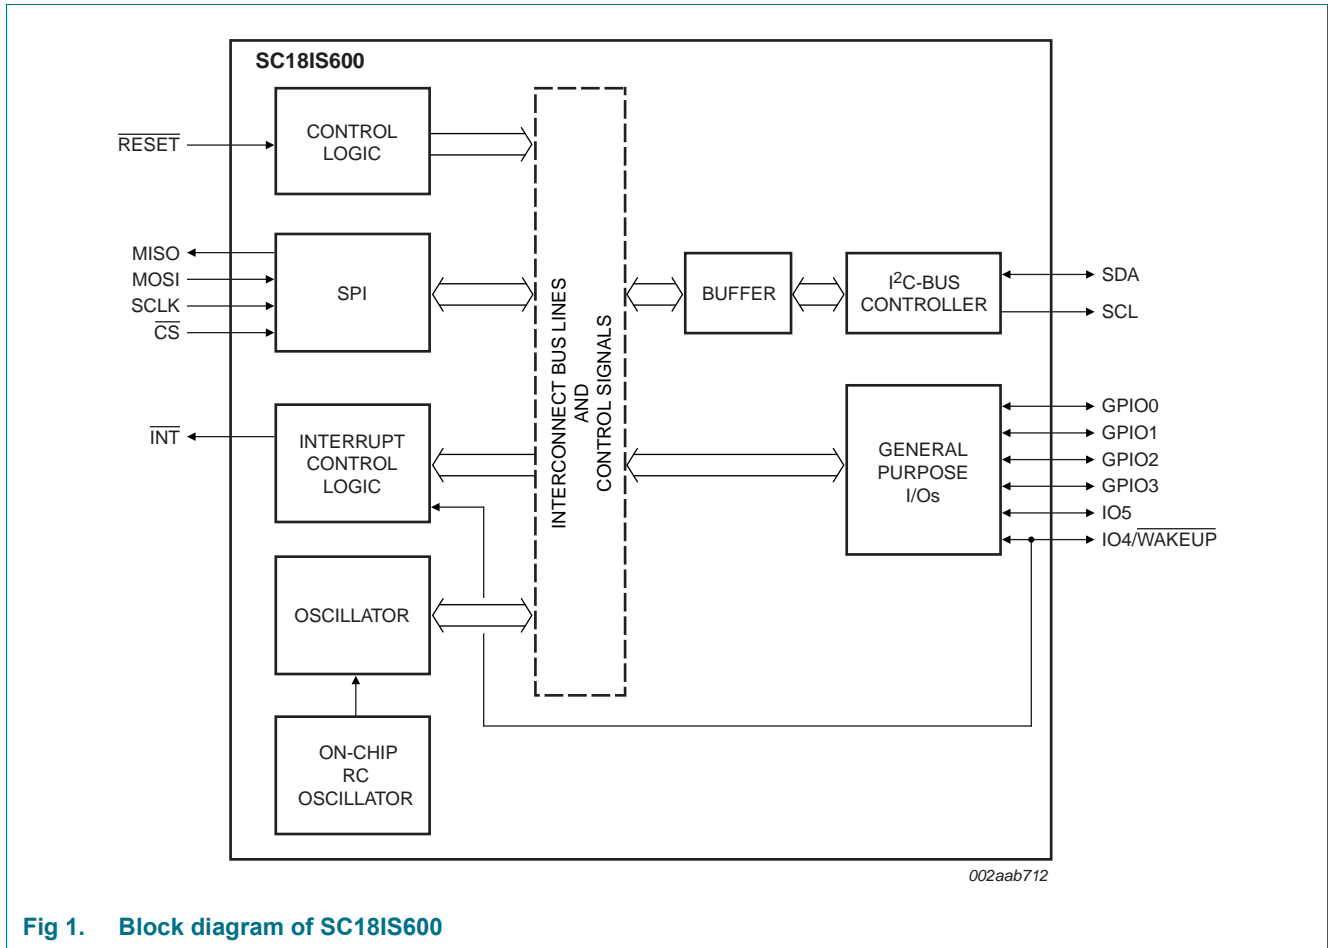 SC18IS600
CONTROL
LOGIC
RESET
MISO
MOSI
SCLK
CS
SPI
INT
INTERRUPT
CONTROL
LOGIC
OSCILLATOR
ON-CHIP
RC
OSCILLATOR
INTERCONNECT BUS LINES
AND
CONTROL SIGNALS
BUFFER
I²C-BUS
CONTROLLER
SDA
SCL
GENERAL
PURPOSE
I/Os
GPIO0
GPIO1
GPIO2
GPIO3
IO5
IO4/WAKEUP
002aab712
Fig 1. Block diagram of SC18IS600